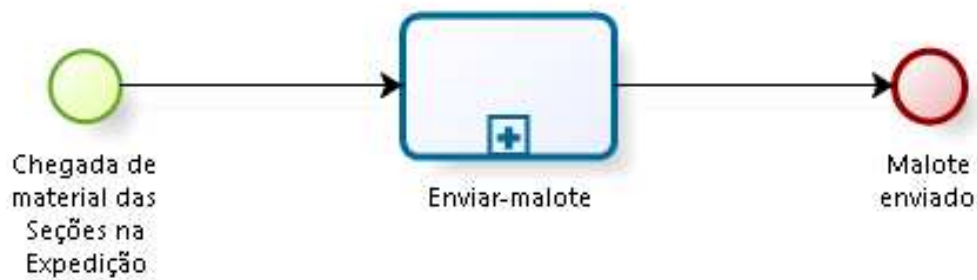 Chegada de
material das
Seções na
Expedição
Enviar-malote
Malote
enviado